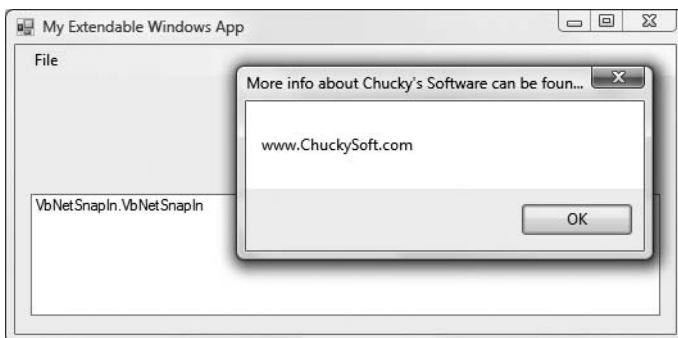 My Extendable Windows App
File
More info about Chucky's Software can be foun...
www.ChuckySoft.com
VbNetSnapIn.VbNetSnapIn
OK